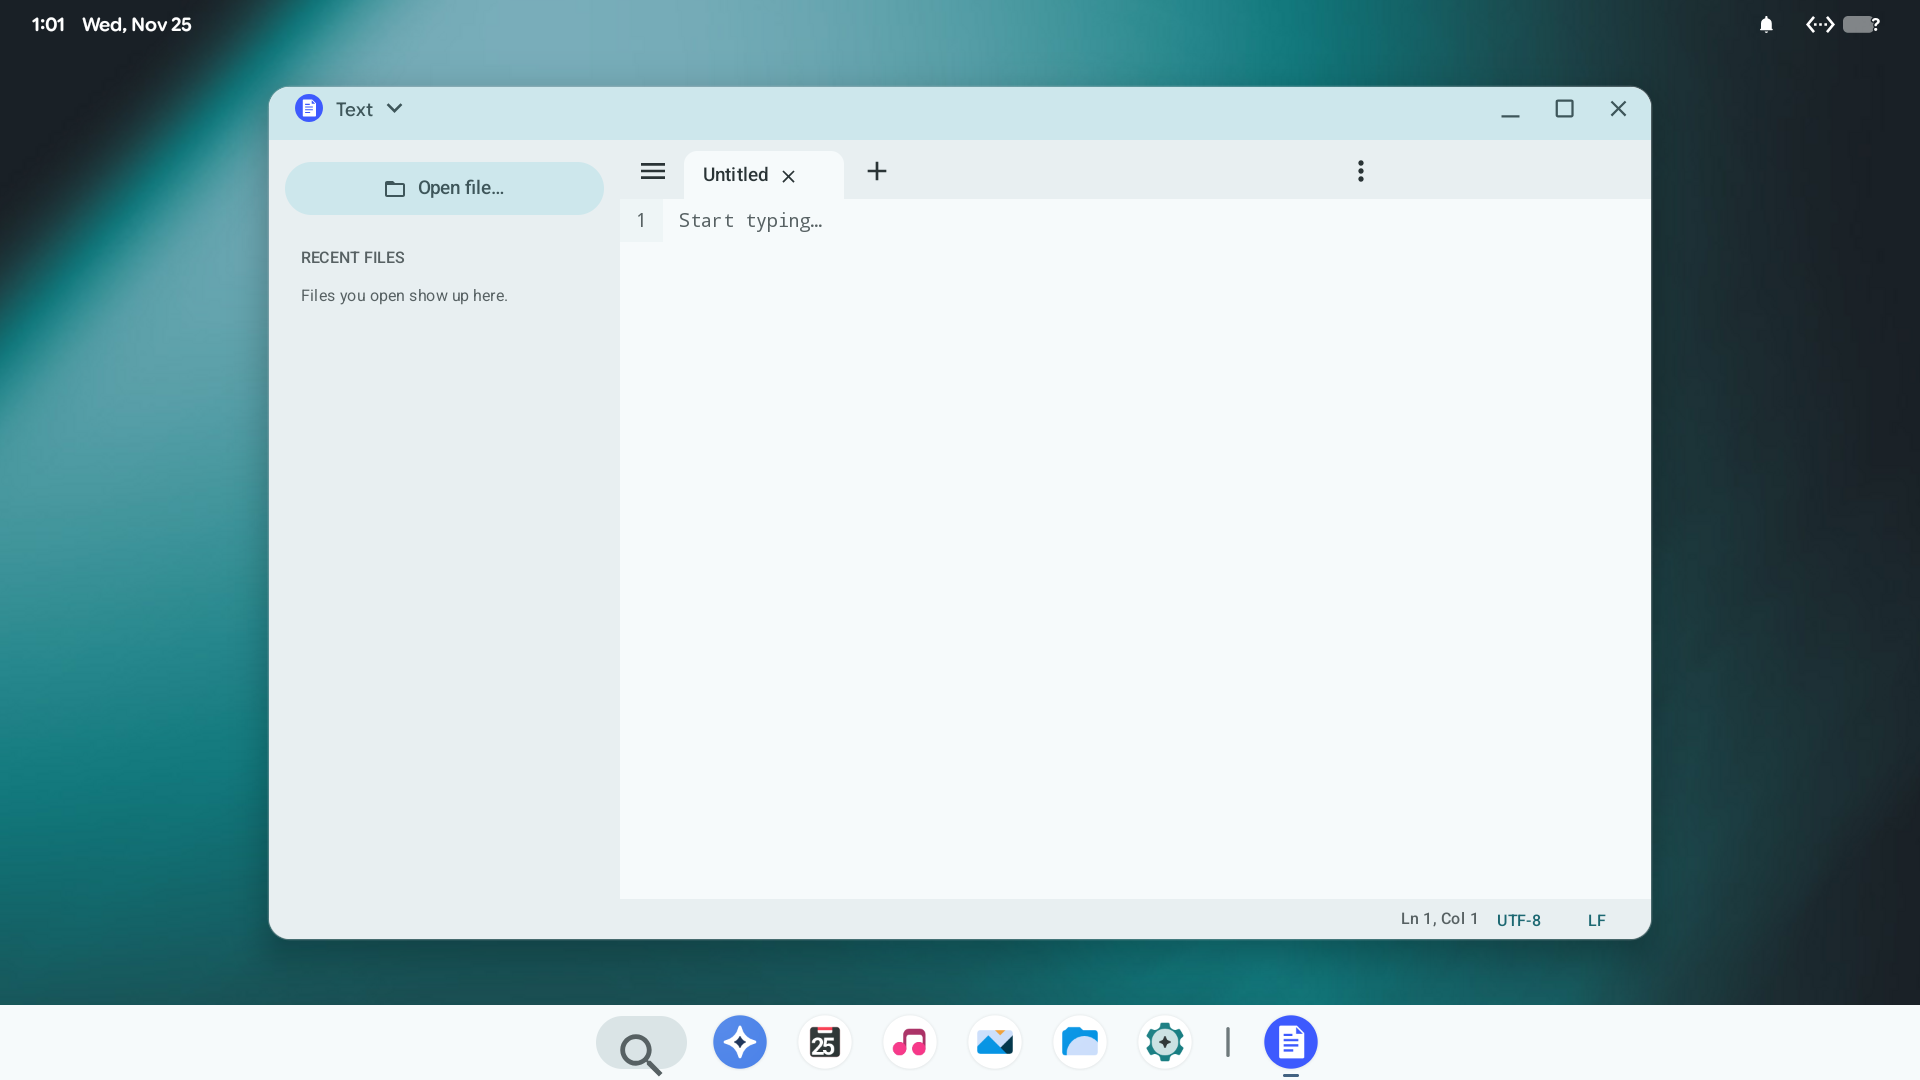 1:01 Wed, Nov 25
?
Text
Open file...
Untitled
1 Start typing…
RECENT FILES
Files you open show up here.
Ln 1, Col 1 UTF-8 LF
25